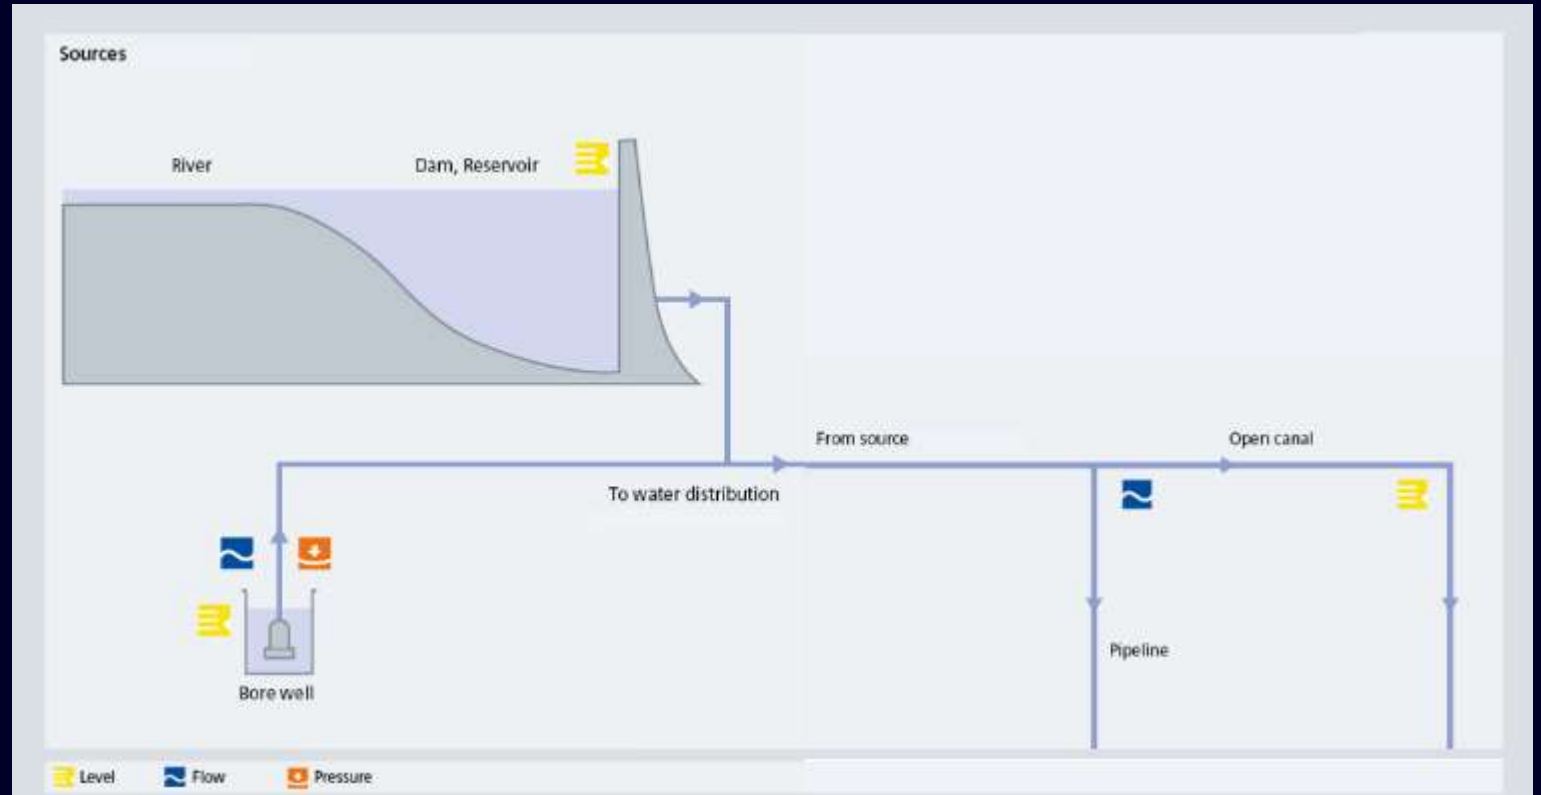 Sources
River
Dam, Reservoir
From source
Open canal
To water distribution
Pipeline
Bore well
Level
Flow
Pressure